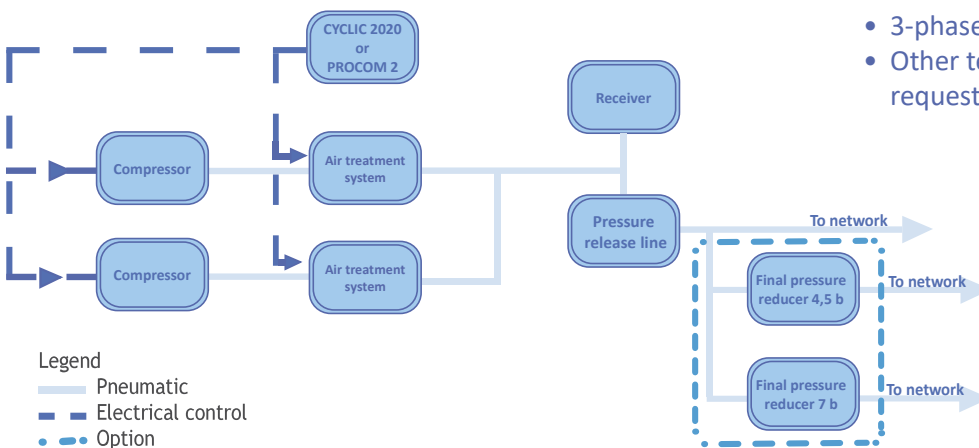 CYCLIC 2020
or
PROCOM 2
• 3-phase
• Other
request
Receiver
Compressor
Air treatment
system
Pressure
release line
To network
Compressor
Air treatment
system
Final pressure
reducer 4,5 b
To network
Final pressure
reducer 7 b
To network
Legend
Pneumatic
Electrical control
Option